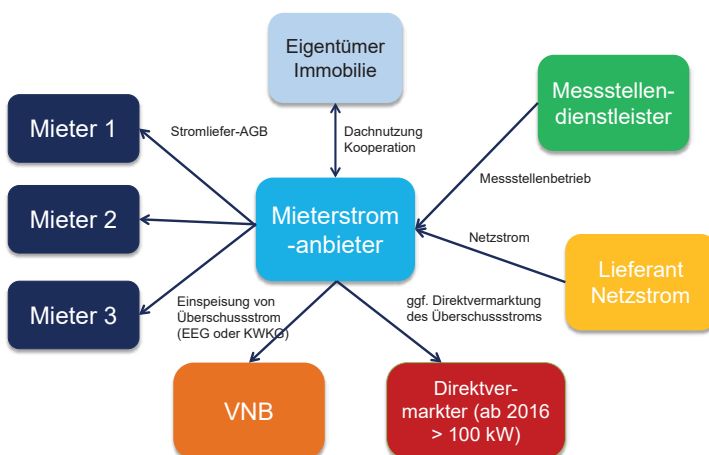 Eigentümer
Immobilie
Messstellen-
dienstleister
Mieter 1
Stromliefer-AGB
Dachnutzung
Kooperation
Messstellenbetrieb
Mieter 2
Mieterstrom
-anbieter
Netzstrom
Lieferant
Netzstrom
Mieter 3
Einspeisung von
Überschussstrom
(EEG oder KWKG)
ggf. Direktvermarktung
des Überschussstroms
VNB
Direktver-
markter (ab 2016
> 100 kW)